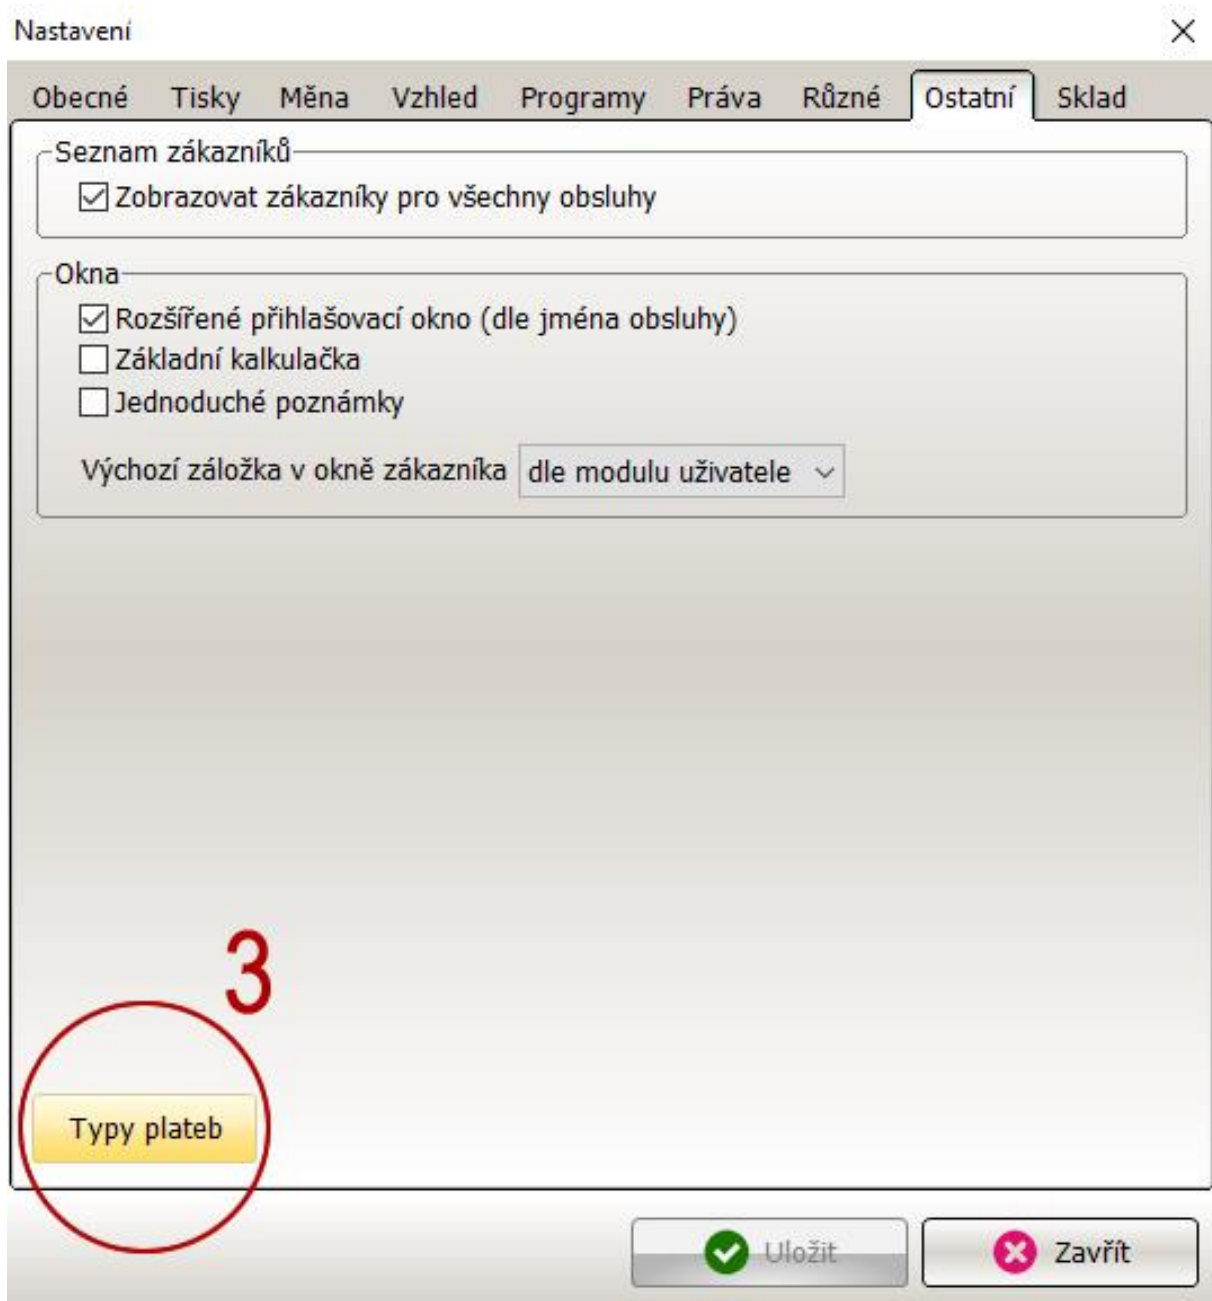 Nastavení
Obecné Tisky Měna Vzhled Programy Práva Různé Ostatní Sklad
Seznam zákazníků
Zobrazovat zákazníky pro všechny obsluhy
Okna
Rozšířené přihlašovací okno (dle jména obsluhy)
Základní kalkulačka
Jednoduché poznámky
Výchozí záložka v okně zákazníka dle modulu uživatele
3
Typy plateb
Uložit Zavřít